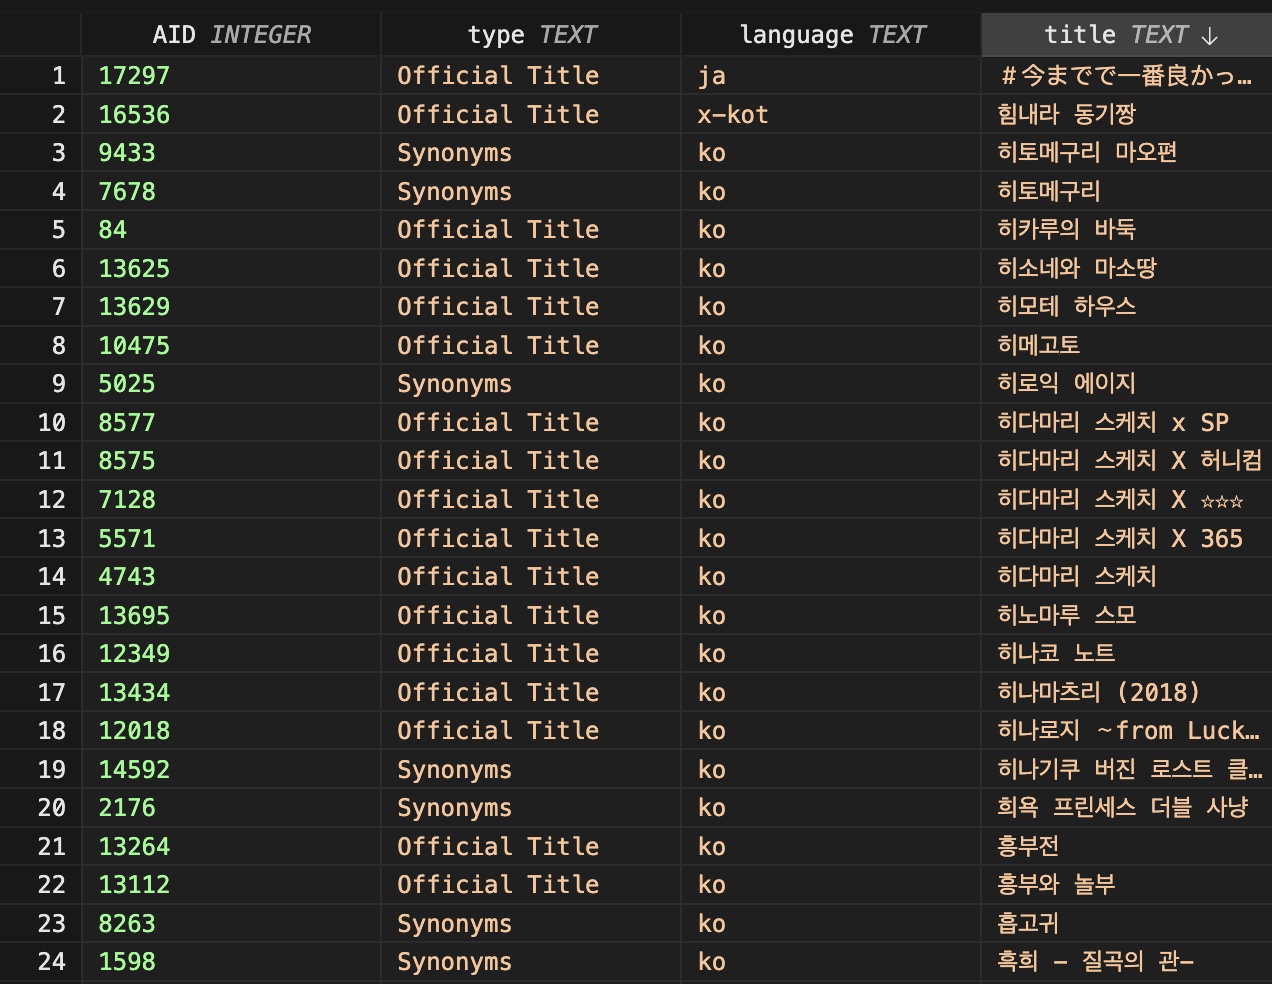 AID INTEGER type TEXT language TEXT title TEXT ↓
1 17297 Official Title ja ＃今までで一番良かっ…
2 16536 Official Title x-kot 힘내라 동기짱
3 9433 Synonyms ko 히토메구리 마오편
4 7678 Synonyms ko 히토메구리
5 84 Official Title ko 히카루의 바둑
6 13625 Official Title ko 히소네와 마소땅
7 13629 Official Title ko 히모테 하우스
8 10475 Official Title ko 히메고토
9 5025 Synonyms ko 히로익 에이지
10 8577 Official Title ko 히다마리 스케치 x SP
11 8575 Official Title ko 히다마리 스케치 X 허니컴
12 7128 Official Title ko 히다마리 스케치 X ☆☆☆
13 5571 Official Title ko 히다마리 스케치 X 365
14 4743 Official Title ko 히다마리 스케치
15 13695 Official Title ko 히노마루 스모
16 12349 Official Title ko 히나코 노트
17 13434 Official Title ko 히나마츠리 (2018)
18 12018 Official Title ko 히나로지 ~from Luck…
19 14592 Synonyms ko 히나기쿠 버진 로스트 클…
20 2176 Synonyms ko 희욕 프린세스 더블 사냥
21 13264 Official Title ko 흥부전
22 13112 Official Title ko 흥부와 놀부
23 8263 Synonyms ko 흡고귀
24 1598 Synonyms ko 흑희 - 질곡의 관-